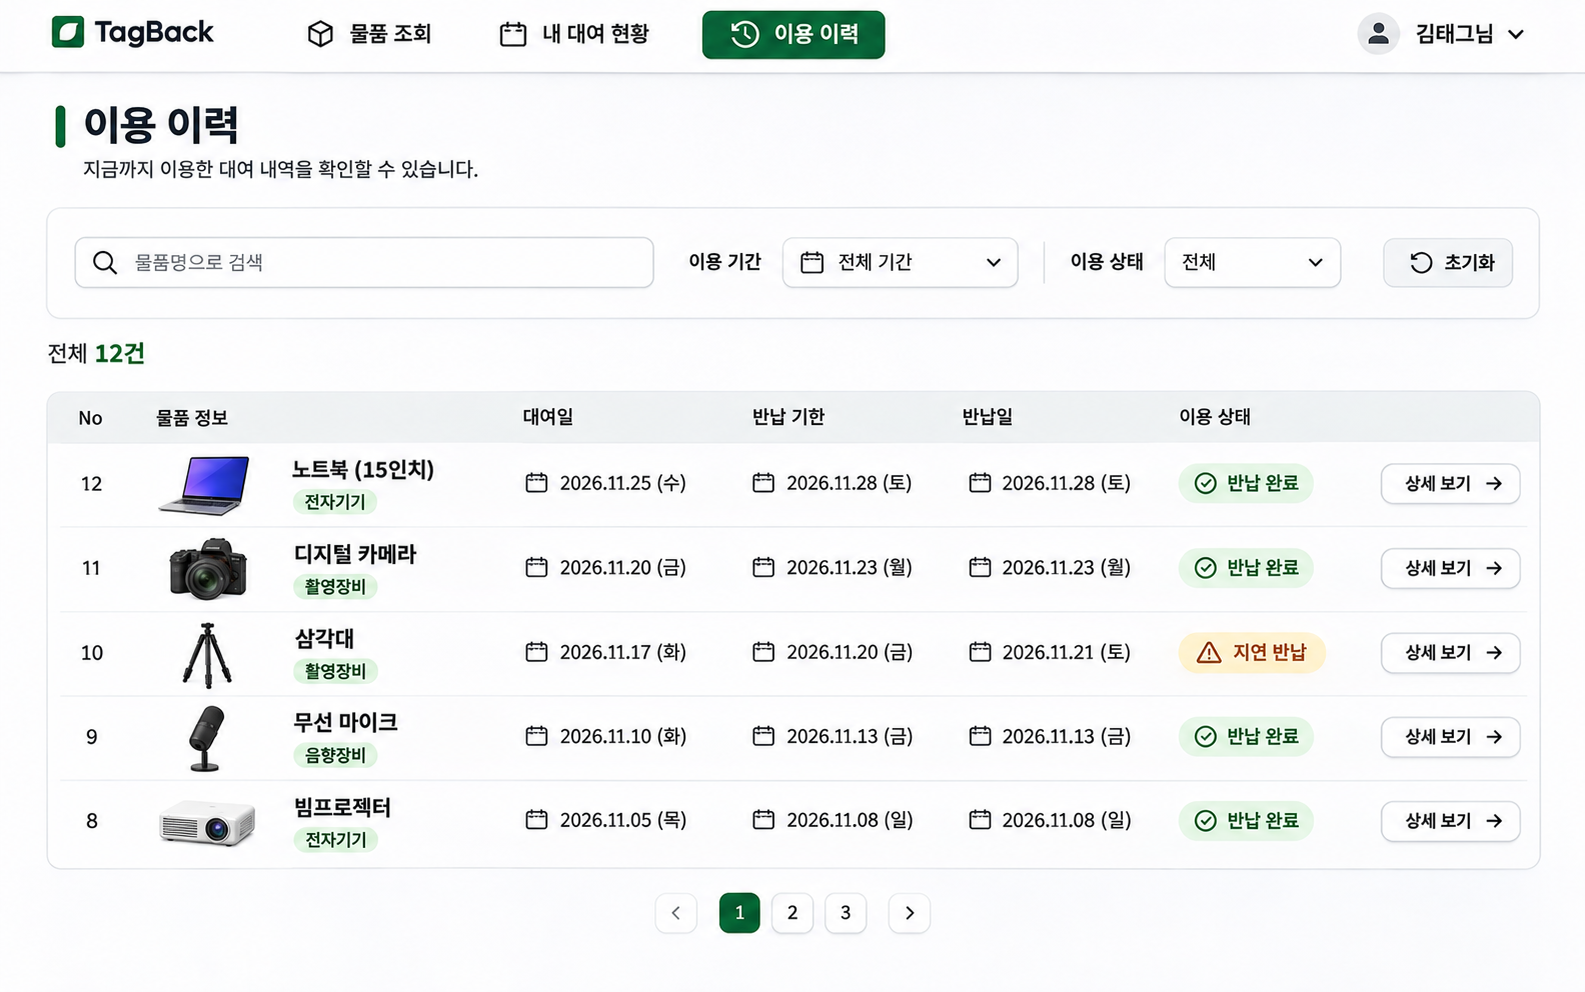 TagBack
물품 조회
내 대여 현황
이용 이력
김태그님
이용 이력
지금까지 이용한 대여 내역을 확인할 수 있습니다.
물품명으로 검색
이용 기간
전체 기간
이용 상태
전체
초기화
전체 12건
No 물품 정보 대여일 반납 기한 반납일 이용 상태
12 노트북 (15인치) 2026.11.25 (수) 2026.11.28 (토) 2026.11.28 (토) 반납 완료 상세 보기
전자기기
11 디지털 카메라 2026.11.20 (금) 2026.11.23 (월) 2026.11.23 (월) 반납 완료 상세 보기
촬영장비
10 삼각대 2026.11.17 (화) 2026.11.20 (금) 2026.11.21 (토) 지연 반납 상세 보기
촬영장비
9 무선 마이크 2026.11.10 (화) 2026.11.13 (금) 2026.11.13 (금) 반납 완료 상세 보기
음향장비
8 빔프로젝터 2026.11.05 (목) 2026.11.08 (일) 2026.11.08 (일) 반납 완료 상세 보기
전자기기
1 2 3